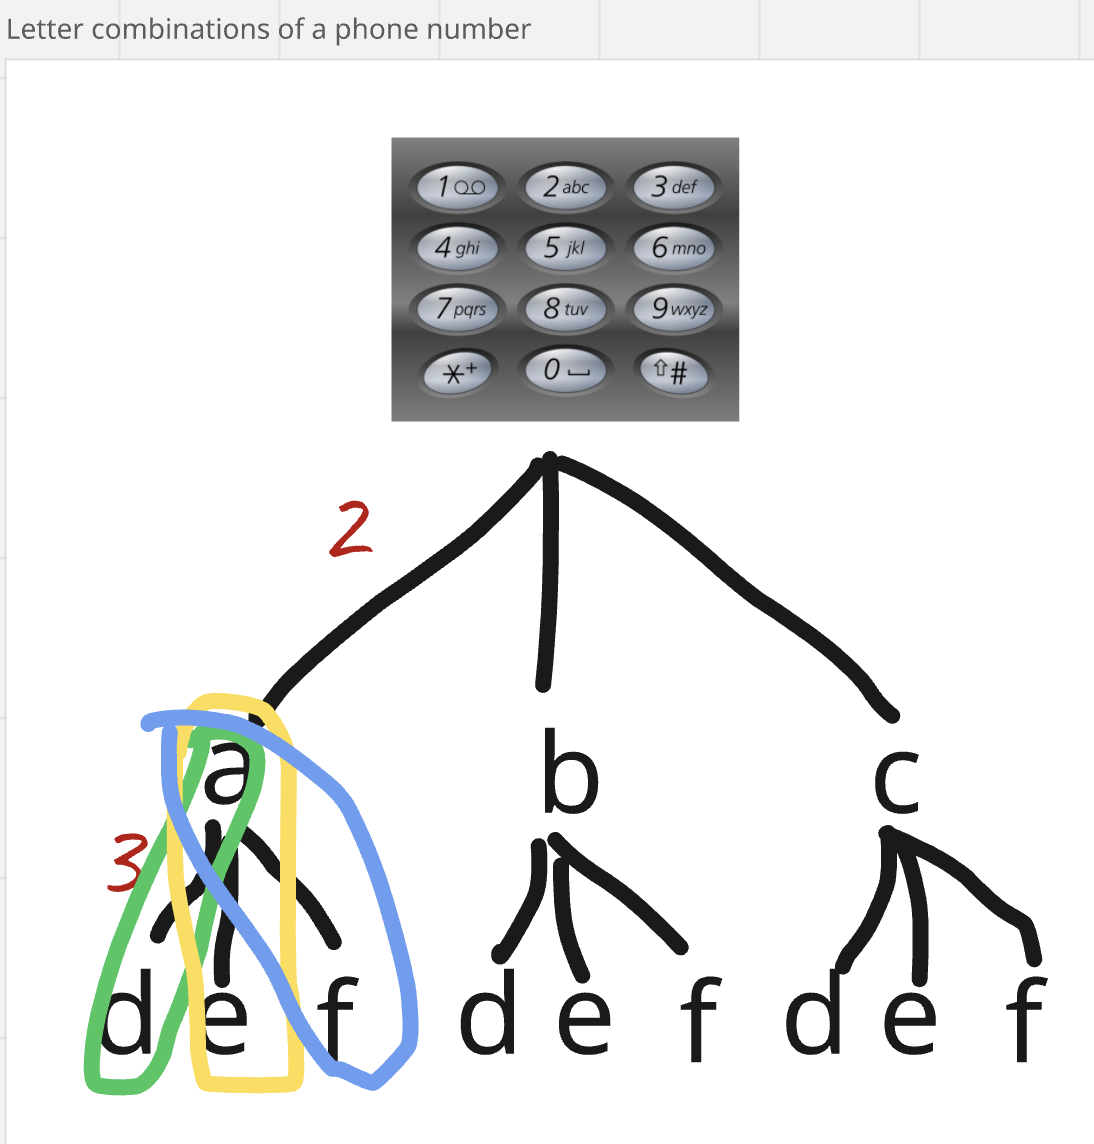 Letter combinations of a phone number
1 2 abc 3 def
4 ghi 5 jkl 6 mno
7 pqrs 8 tuv 9 wxyz
*+ 0 ⇧#
2
a b c
3
d e f d e f d e f